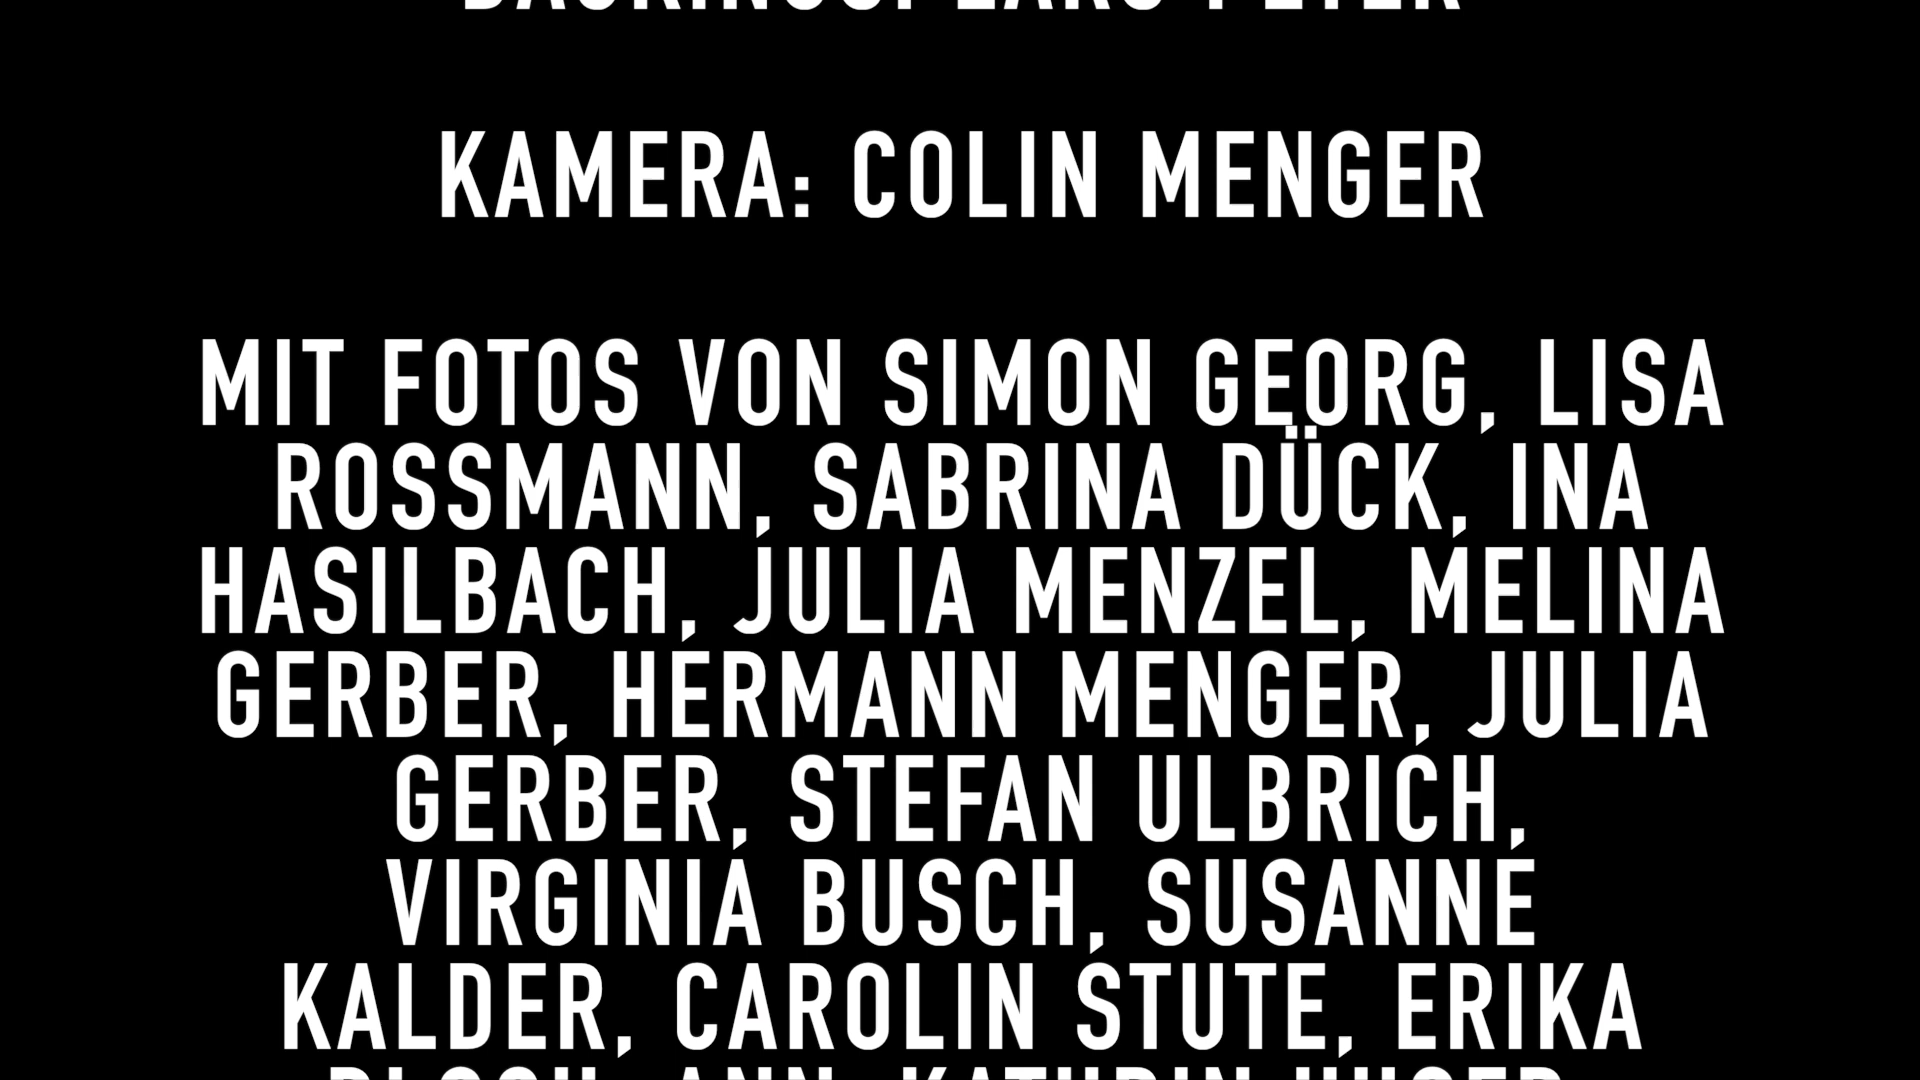 KAMERA: COLIN MENGER
MIT FOTOS VON SIMON GEORG, LISA
ROSSMANN, SABRINA DÜCK, INA
HASILBACH, JULIA MENZEL, MELINA
GERBER, HERMANN MENGER, JULIA
GERBER, STEFAN ULBRICH,
VIRGINIA BUSCH, SUSANNE
KALDER, CAROLIN STUTE, ERIKA